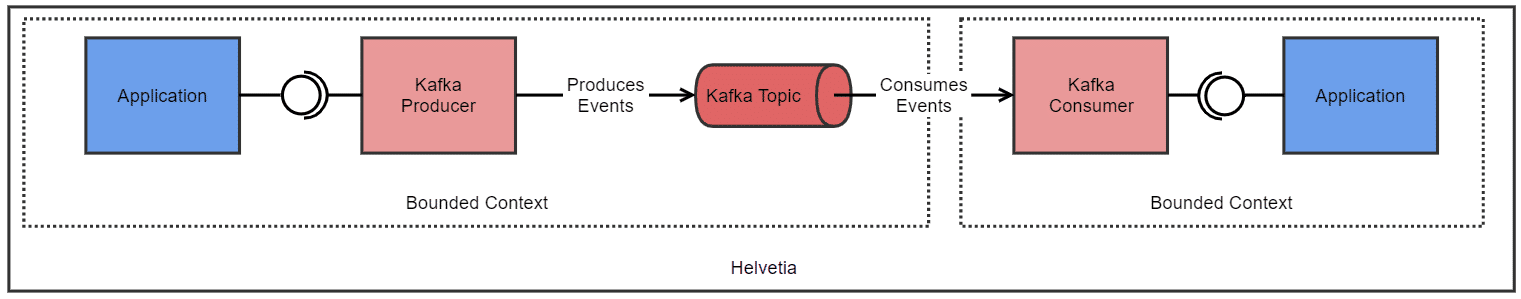 Application
Kafka
Producer
Produces
Events
Kafka Topic
Consumes
Events
Kafka
Consumer
Application
Bounded Context
Bounded Context
Helvetia